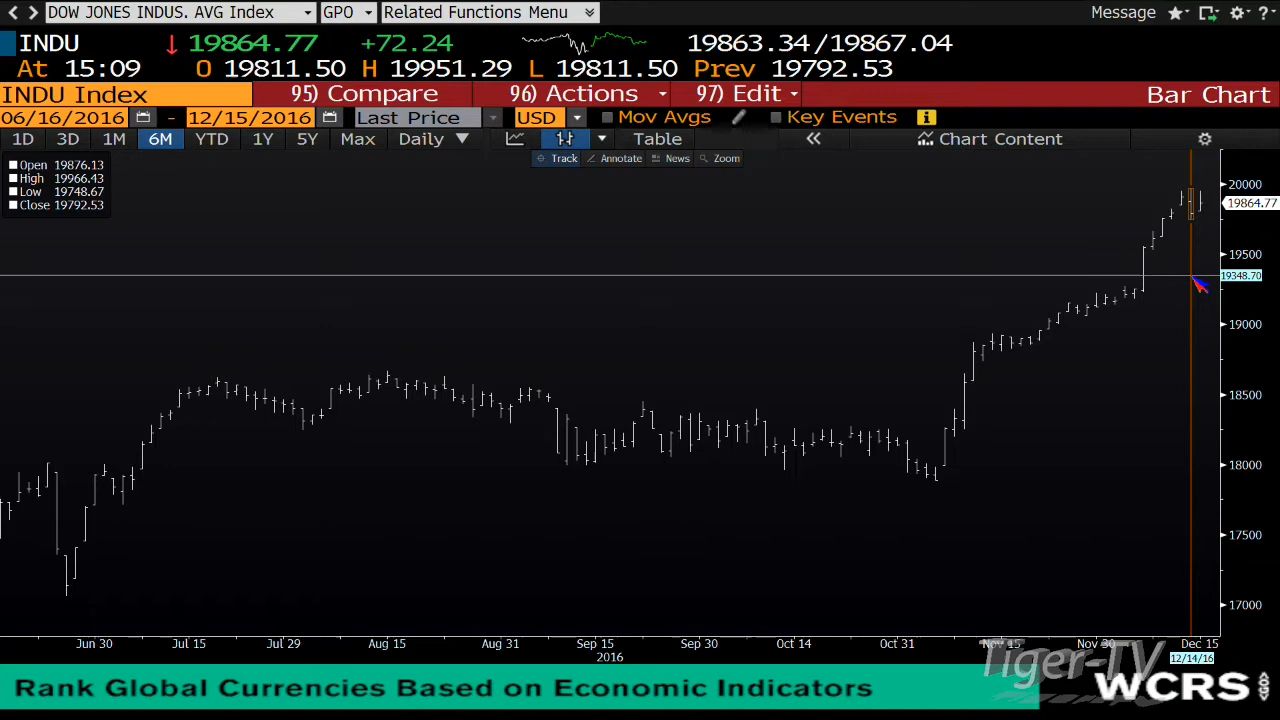 DOW JONES INDUS. AVG Index GPO Related Functions Menu Message ?
INDU 19864.77 +72.24 19863.34/19867.04
At 15:09 O 19811.50 H 19951.29 L 19811.50 Prev 19792.53
INDU Index 95) Compare 96) Actions 97) Edit Bar Chart
06/16/2016 - 12/15/2016 Last Price USD Mov Avgs Key Events i
1D 3D 1M 6M YTD 1Y 5Y Max Daily Table Chart Content
Track Annotate News Zoom
Open 19876.13
High 19966.43
Low 19748.67
Close 19792.53
20000
19864.77
19500
19348.70
19000
18500
18000
17500
17000
Jun 30 Jul 15 Jul 29 Aug 15 Aug 31 Sep 15 Sep 30 Oct 14 Oct 31 Nov 15 Nov 30 Dec 15
2016 12/14/16
Tiger-TV
Rank Global Currencies Based on Economic Indicators WCRS